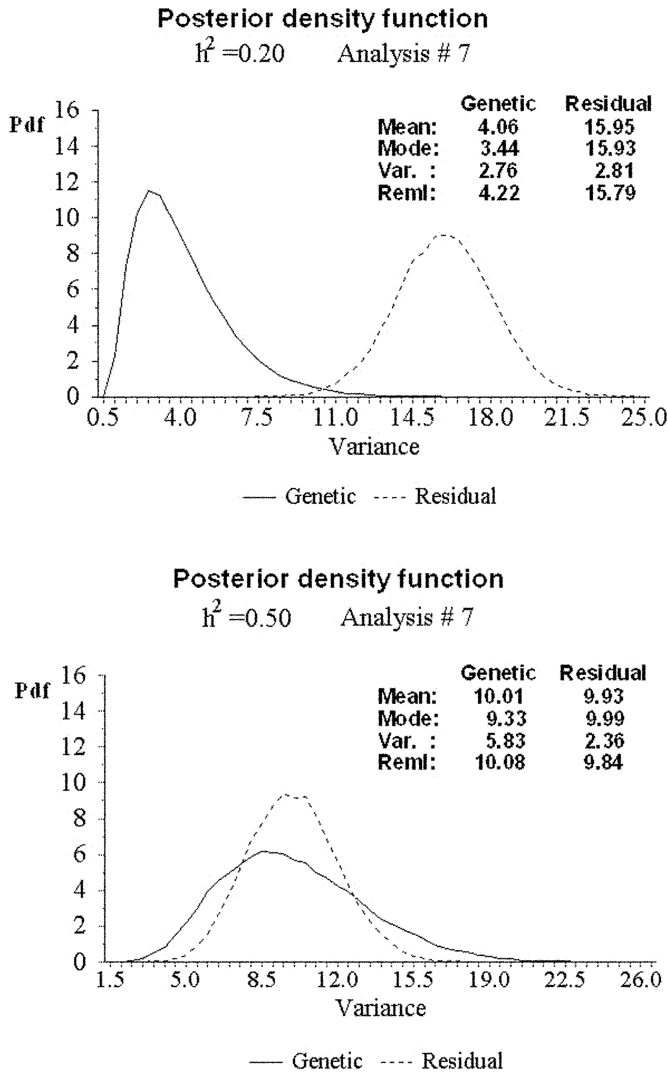 Posterior density function
h² =0.20 Analysis # 7
Pdf
16
14
12
10
8
6
4
2
0
Genetic Residual
Mean: 4.06 15.95
Mode: 3.44 15.93
Var. : 2.76 2.81
Reml: 4.22 15.79
0.5 4.0 7.5 11.0 14.5 18.0 21.5 25.0
Variance
Genetic Residual
Posterior density function
h² =0.50 Analysis # 7
Pdf
16
14
12
10
8
6
4
2
0
Genetic Residual
Mean: 10.01 9.93
Mode: 9.33 9.99
Var. : 5.83 2.36
Reml: 10.08 9.84
1.5 5.0 8.5 12.0 15.5 19.0 22.5 26.0
Variance
Genetic Residual